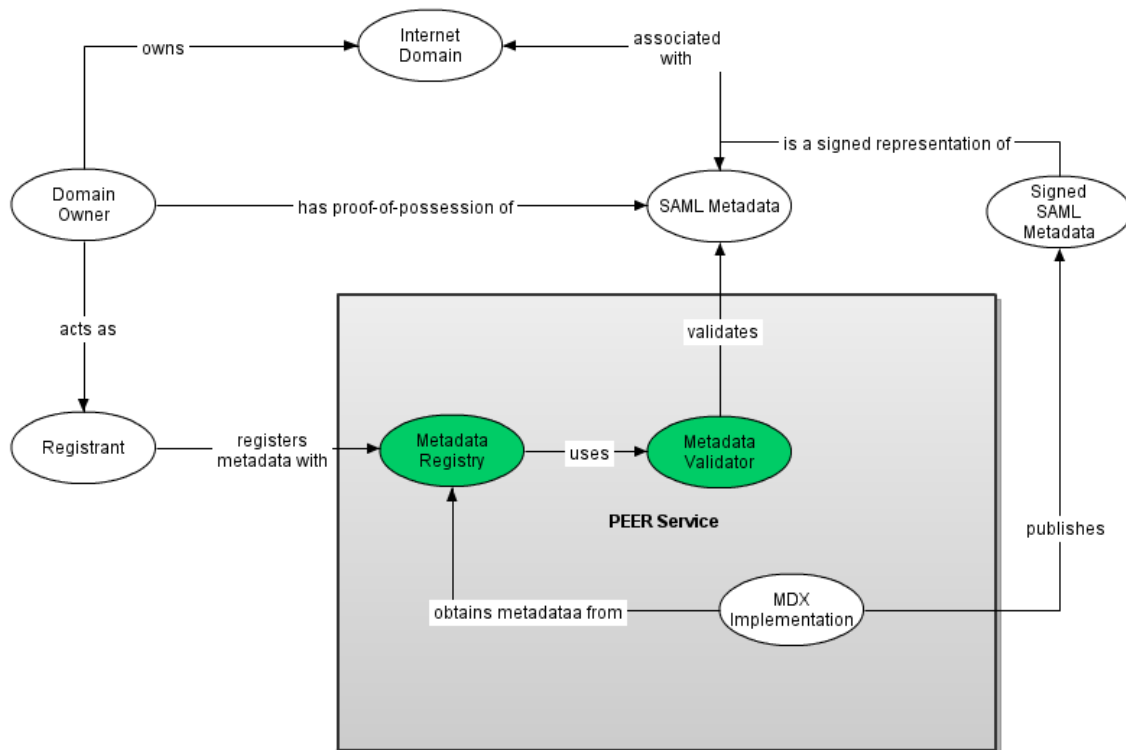 Internet
Domain
owns
associated
with
is a signed representation of
Domain
Owner
has proof-of-possession of
SAML Metadata
Signed
SAML
Metadata
acts as
validates
Registrant
registers
metadata with
Metadata
Registry
uses
Metadata
Validator
PEER Service
publishes
obtains metadataa from
MDX
Implementation